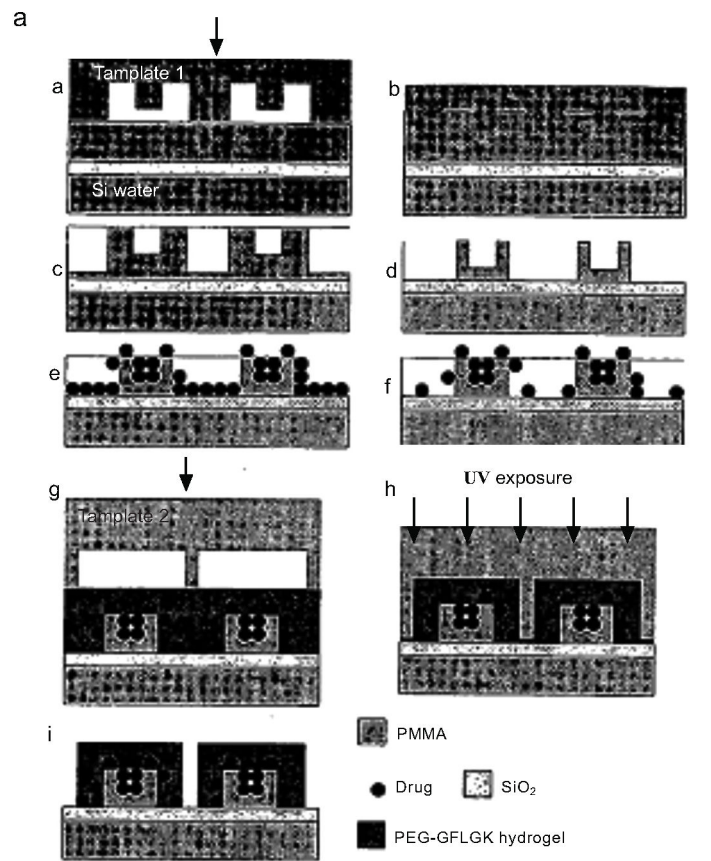 a
a
Tamplate 1
b
Si water
c
d
e
f
g
UV exposure
h
Tamplate 2
i
PMMA
Drug
SiO₂
PEG-GFLGK hydrogel